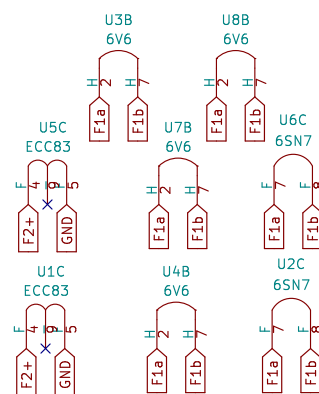 U3B
6V6
H 2 H 7
F1a F1b
U8B
6V6
H 2 H 7
F1a F1b
U5C
ECC83
F 4 9 F 5
F2+ GND
U7B
6V6
H 2 H 7
F1a F1b
U6C
6SN7
F 7 F 8
F1a F1b
U1C
ECC83
F 4 9 F 5
F2+ GND
U4B
6V6
H 2 H 7
F1a F1b
U2C
6SN7
F 7 F 8
F1a F1b